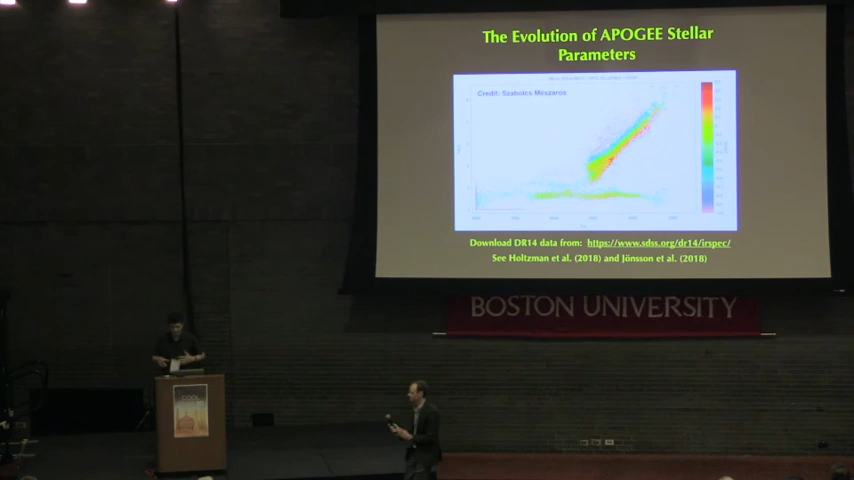 The Evolution of APOGEE Stellar
Parameters
Credit: Szabolcs Meszaros
Download DR14 data from: https://www.sdss.org/dr14/irspec/
See Holtzman et al. (2018) and Jönsson et al. (2018)
BOSTON UNIVERSITY
COOL